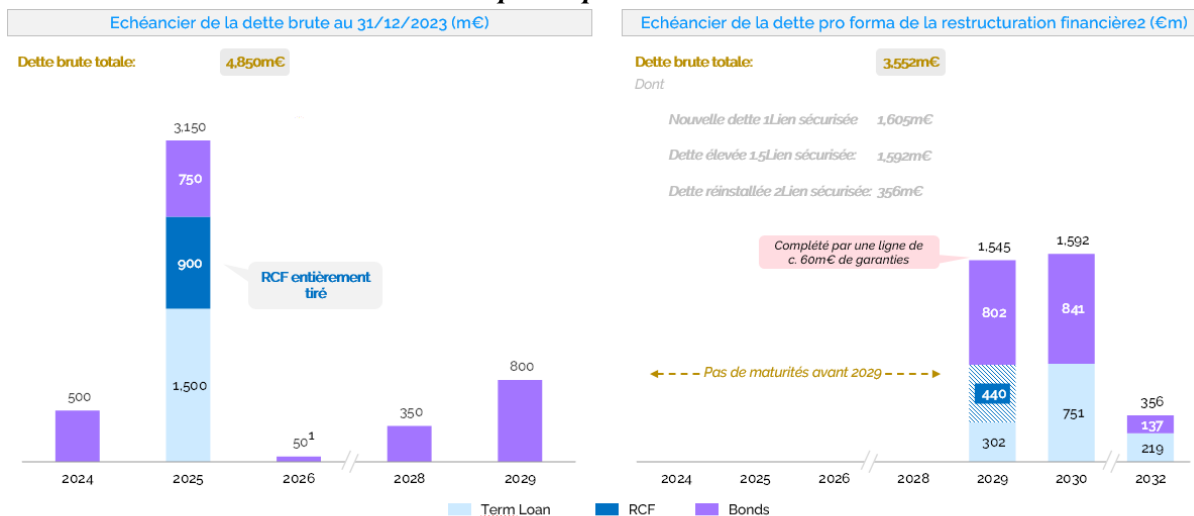 Echéancier de la dette brute au 31/12/2023 (m€)
Dette brute totale:
4,850m€
3,150
750
900
1,500
RCF entièrement
tiré
500
50¹
350
800
2024
2025
2026
2028
2029
Echéancier de la dette pro forma de la restructuration financière2 (€m)
Dette brute totale:
3,552m€
Dont
Nouvelle dette 1Lien sécurisée 1,605m€
Dette élevée 1.5Lien sécurisée: 1,592m€
Dette réinstallée 2Lien sécurisée: 356m€
Complété par une ligne de
c. 60m€ de garanties
Pas de maturités avant 2029
1,545
802
440
302
1,592
841
751
356
137
219
2024
2025
2026
2028
2029
2030
2032
Term Loan
RCF
Bonds